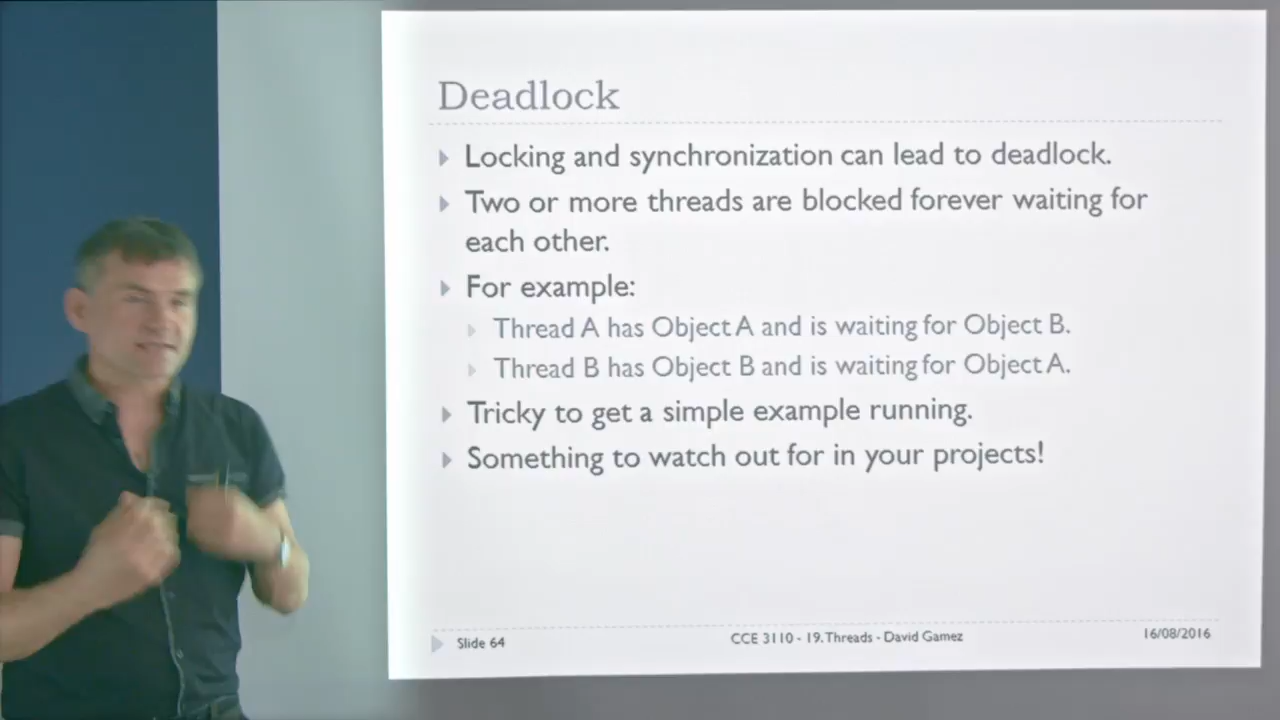 Deadlock
Locking and synchronization can lead to deadlock.
Two or more threads are blocked forever waiting for
each other.
For example:
Thread A has Object A and is waiting for Object B.
Thread B has Object B and is waiting for Object A.
Tricky to get a simple example running.
Something to watch out for in your projects!
Slide 64
CCE 3110 - 19. Threads - David Gamez
16/08/2016